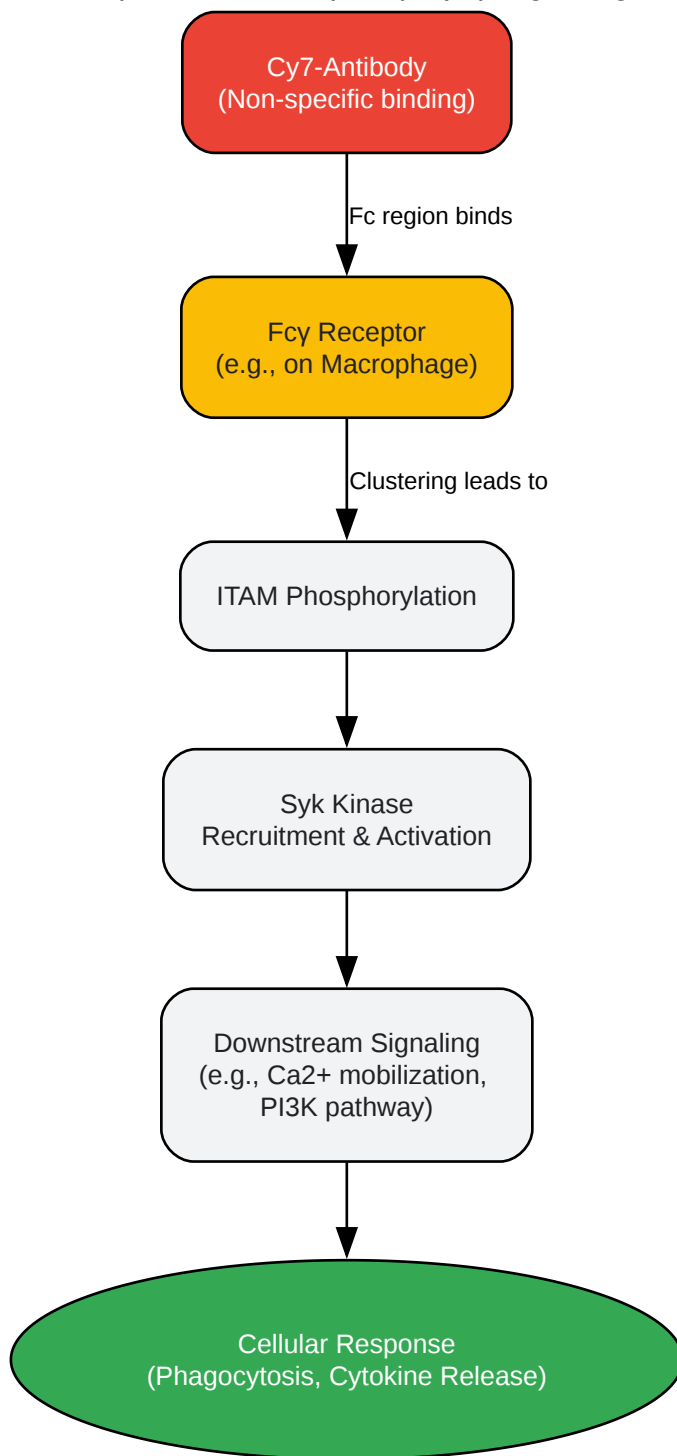 Cy7-Antibody
(Non-specific binding)
Fc region binds
Fcγ Receptor
(e.g., on Macrophage)
Clustering leads to
ITAM Phosphorylation
Syk Kinase
Recruitment & Activation
Downstream Signaling
(e.g., Ca2+ mobilization,
PI3K pathway)
Cellular Response
(Phagocytosis, Cytokine Release)